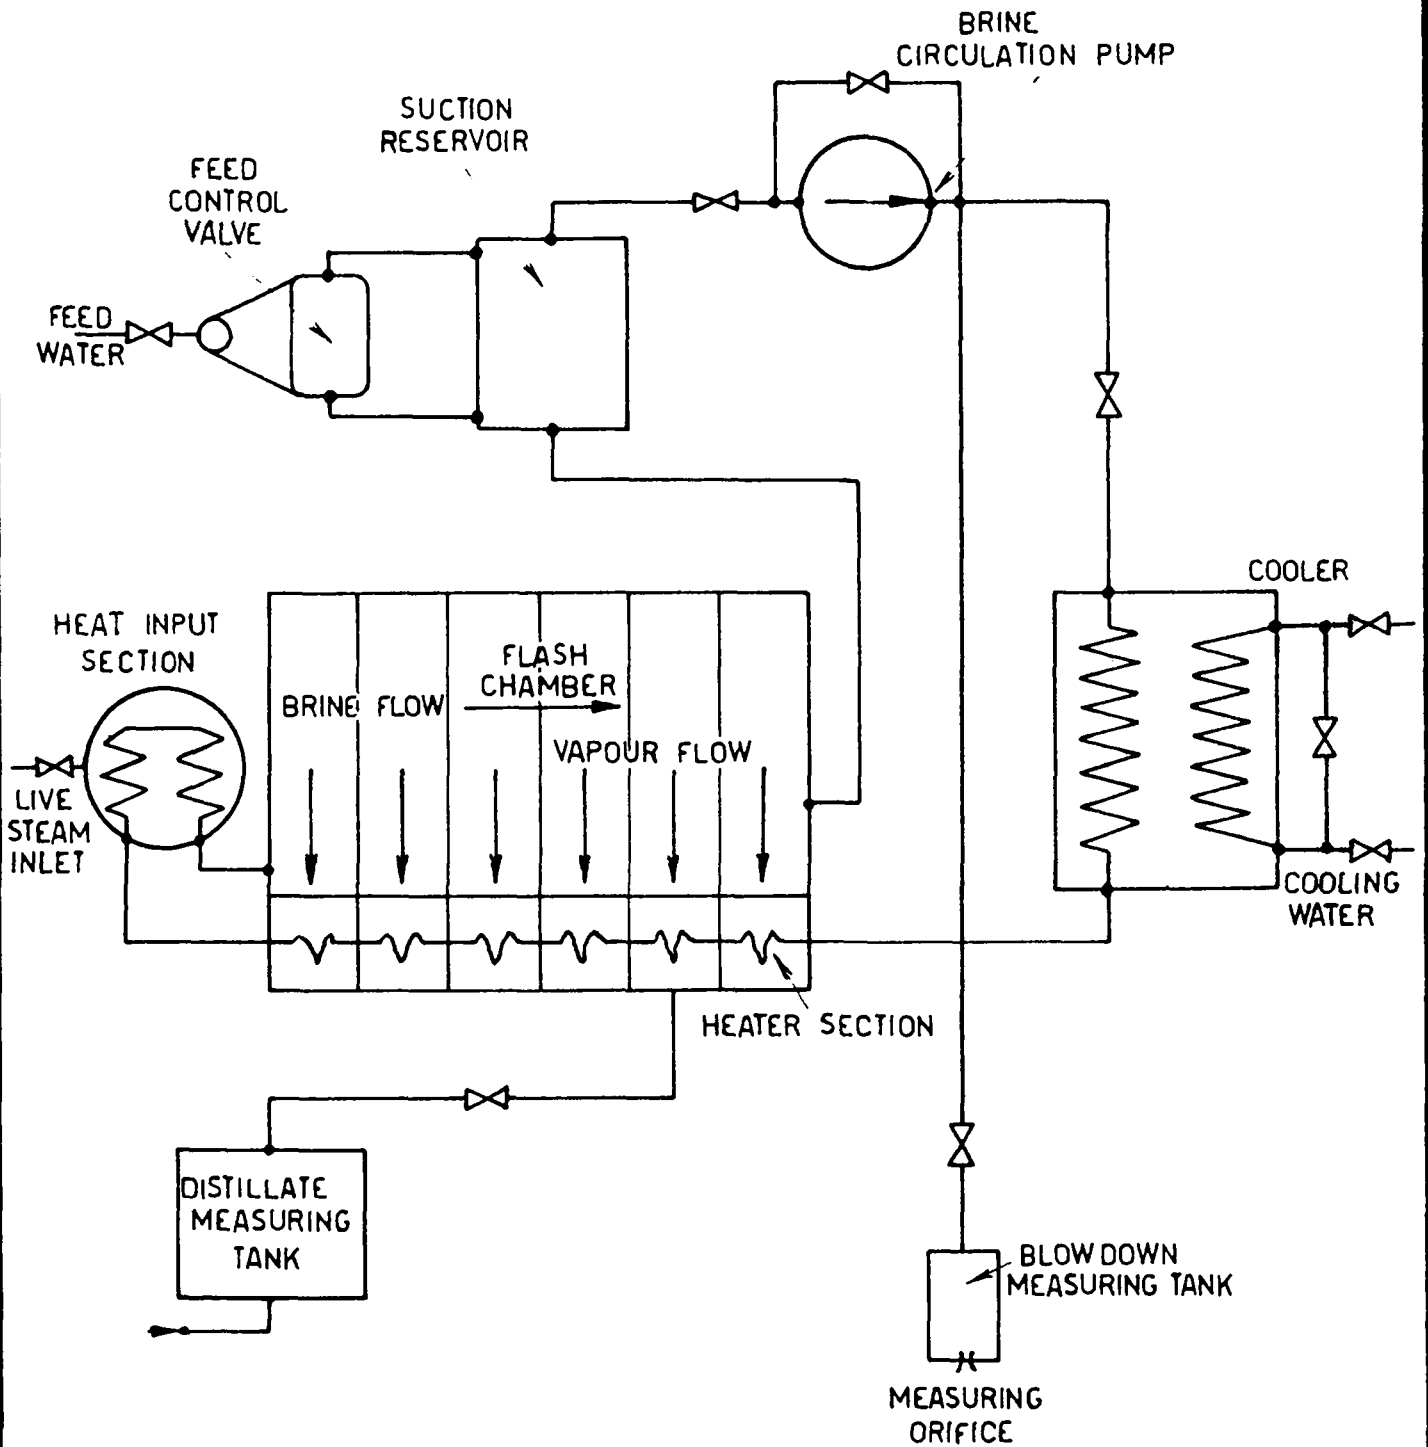 BRINE
CIRCULATION PUMP
SUCTION
RESERVOIR
FEED
CONTROL
VALVE
FEED
WATER
COOLER
HEAT INPUT
SECTION
FLASH
CHAMBER
BRINE FLOW
VAPOUR FLOW
LIVE
STEAM
INLET
COOLING
WATER
HEATER SECTION
DISTILLATE
MEASURING
TANK
BLOW DOWN
MEASURING TANK
MEASURING
ORIFICE